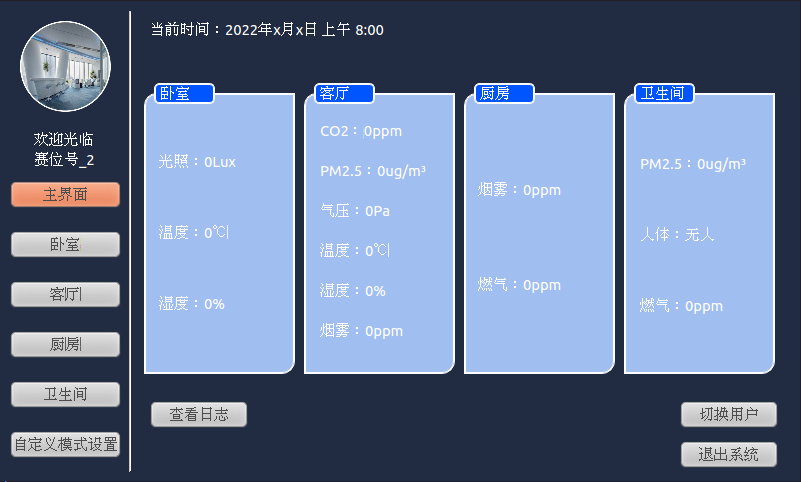 当前时间：2022年x月x日 上午 8:00
欢迎光临
赛位号_2
主界面
卧室
客厅
厨房
卫生间
自定义模式设置
卧室
光照：0Lux
温度：0℃
湿度：0%
客厅
CO2：0ppm
PM2.5：0ug/m³
气压：0Pa
温度：0℃
湿度：0%
烟雾：0ppm
厨房
烟雾：0ppm
燃气：0ppm
卫生间
PM2.5：0ug/m³
人体：无人
燃气：0ppm
查看日志
切换用户
退出系统